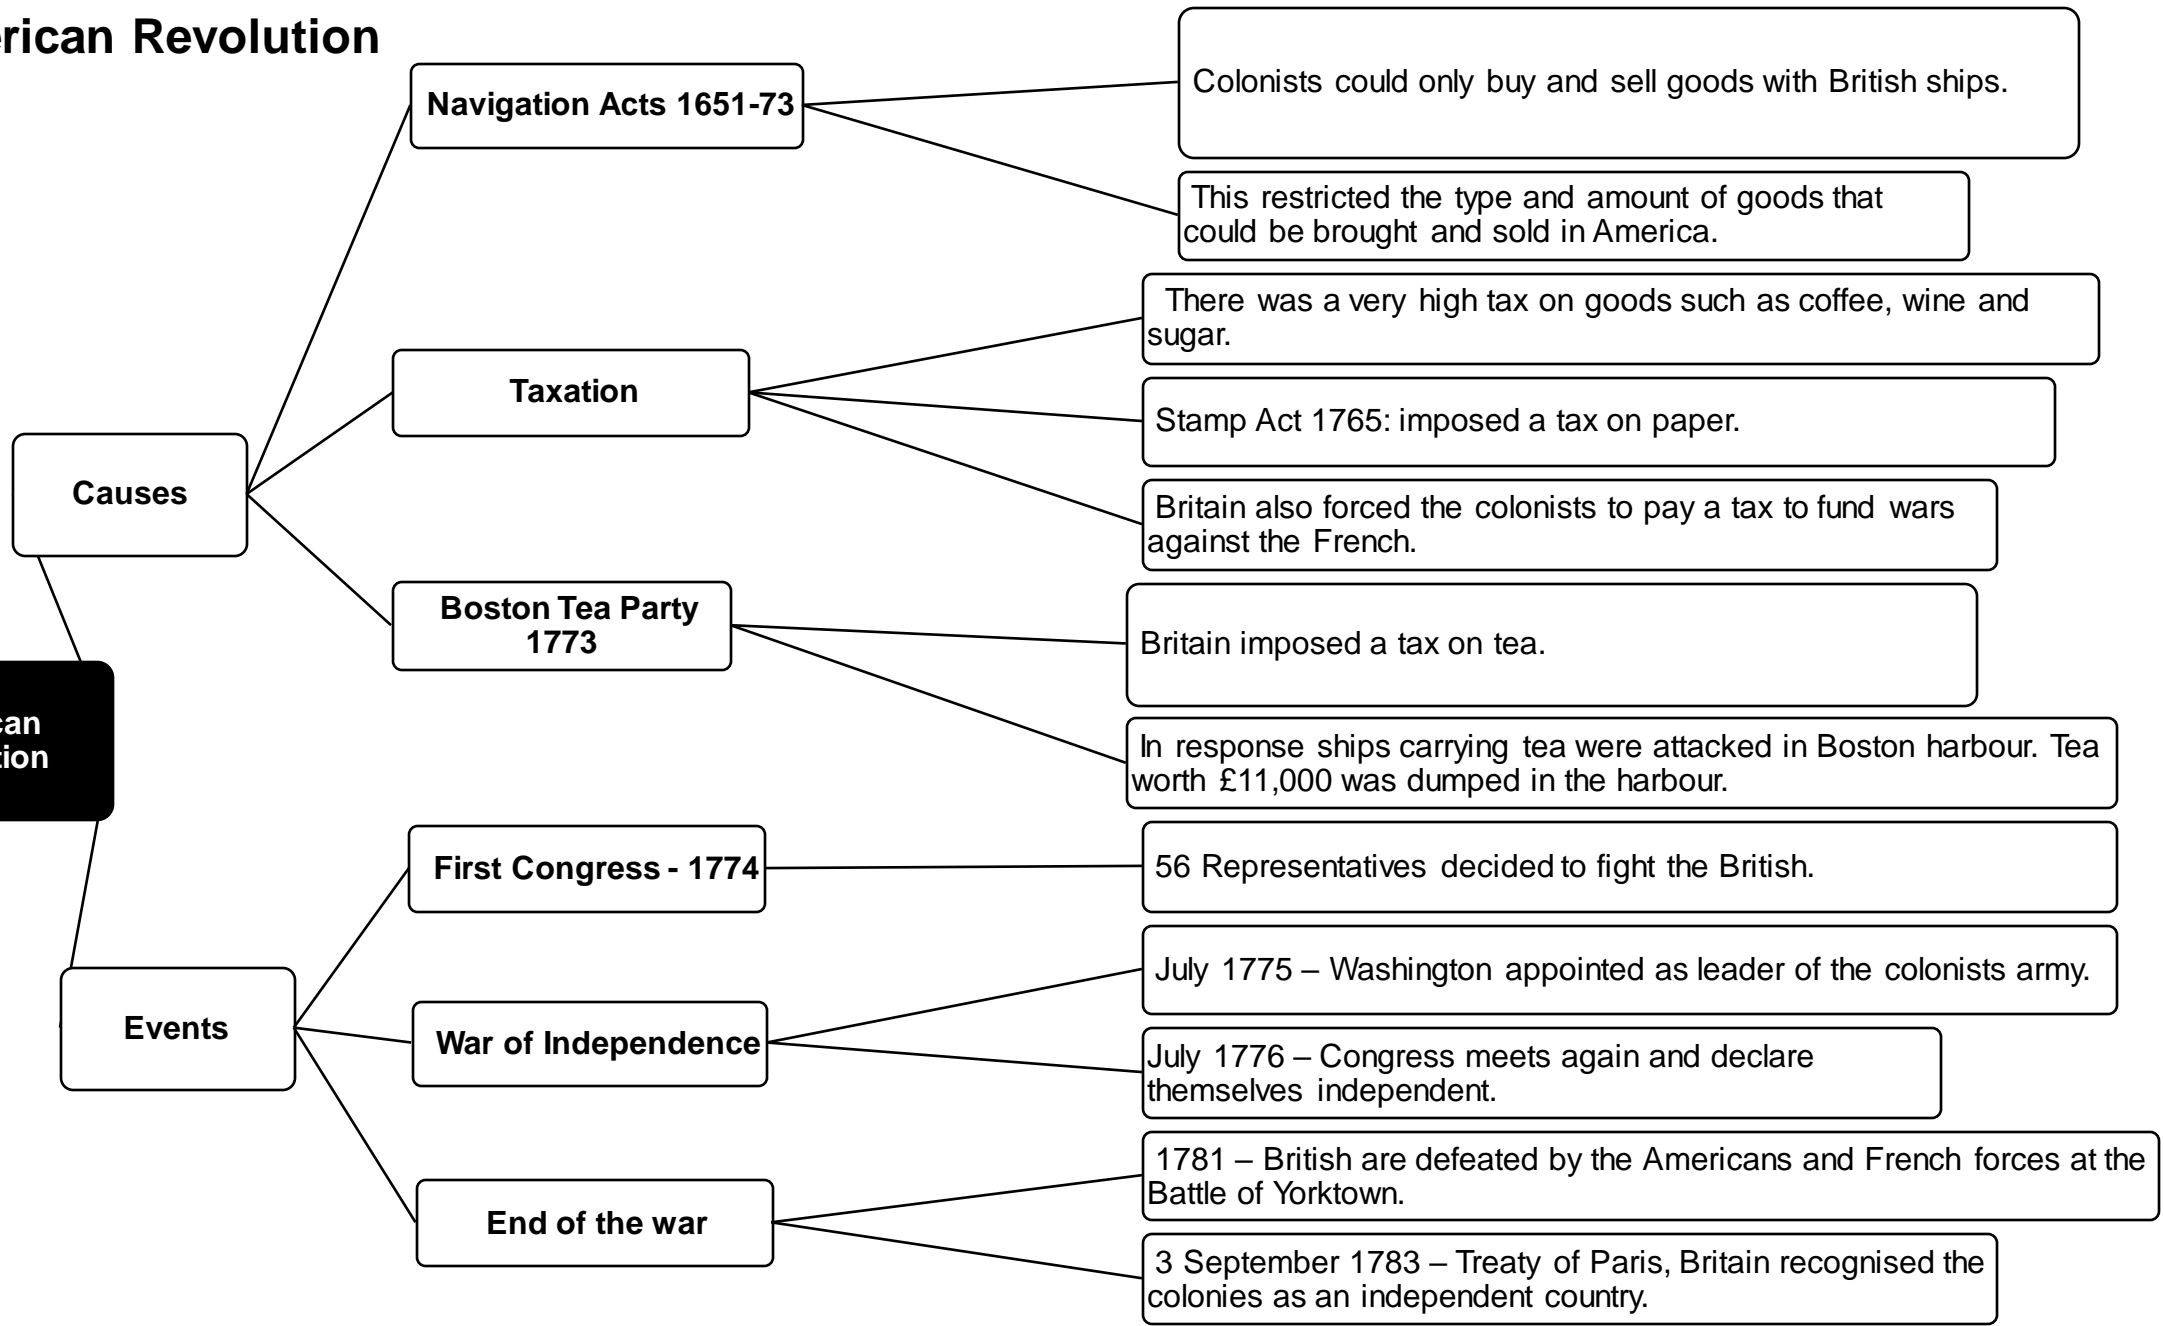 rican Revolution
Navigation Acts 1651-73
Colonists could only buy and sell goods with British ships.
This restricted the type and amount of goods that
could be brought and sold in America.
Taxation
There was a very high tax on goods such as coffee, wine and
sugar.
Stamp Act 1765: imposed a tax on paper.
Britain also forced the colonists to pay a tax to fund wars
against the French.
Causes
Boston Tea Party
1773
Britain imposed a tax on tea.
In response ships carrying tea were attacked in Boston harbour. Tea
worth £11,000 was dumped in the harbour.
can
tion
First Congress - 1774
56 Representatives decided to fight the British.
Events
War of Independence
July 1775 – Washington appointed as leader of the colonists army.
July 1776 – Congress meets again and declare
themselves independent.
End of the war
1781 – British are defeated by the Americans and French forces at the
Battle of Yorktown.
3 September 1783 – Treaty of Paris, Britain recognised the
colonies as an independent country.